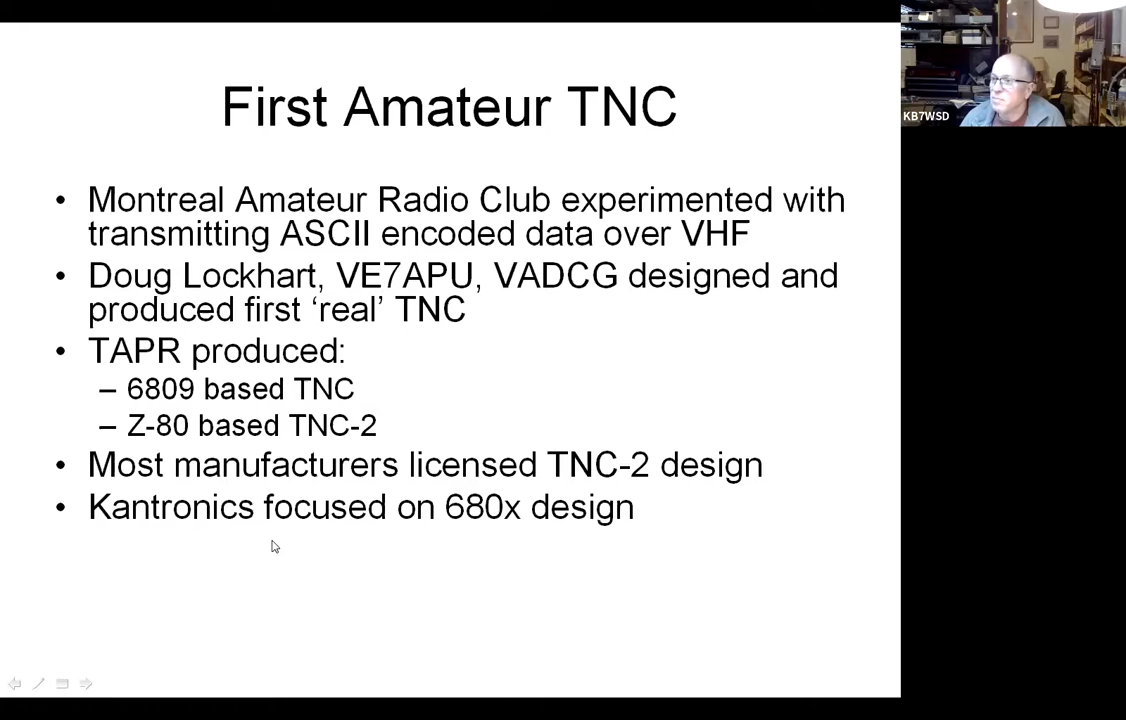 First Amateur TNC
• Montreal Amateur Radio Club experimented with
transmitting ASCII encoded data over VHF
• Doug Lockhart, VE7APU, VADCG designed and
produced first ‘real’ TNC
• TAPR produced:
– 6809 based TNC
– Z-80 based TNC-2
• Most manufacturers licensed TNC-2 design
• Kantronics focused on 680x design
KB7WSD